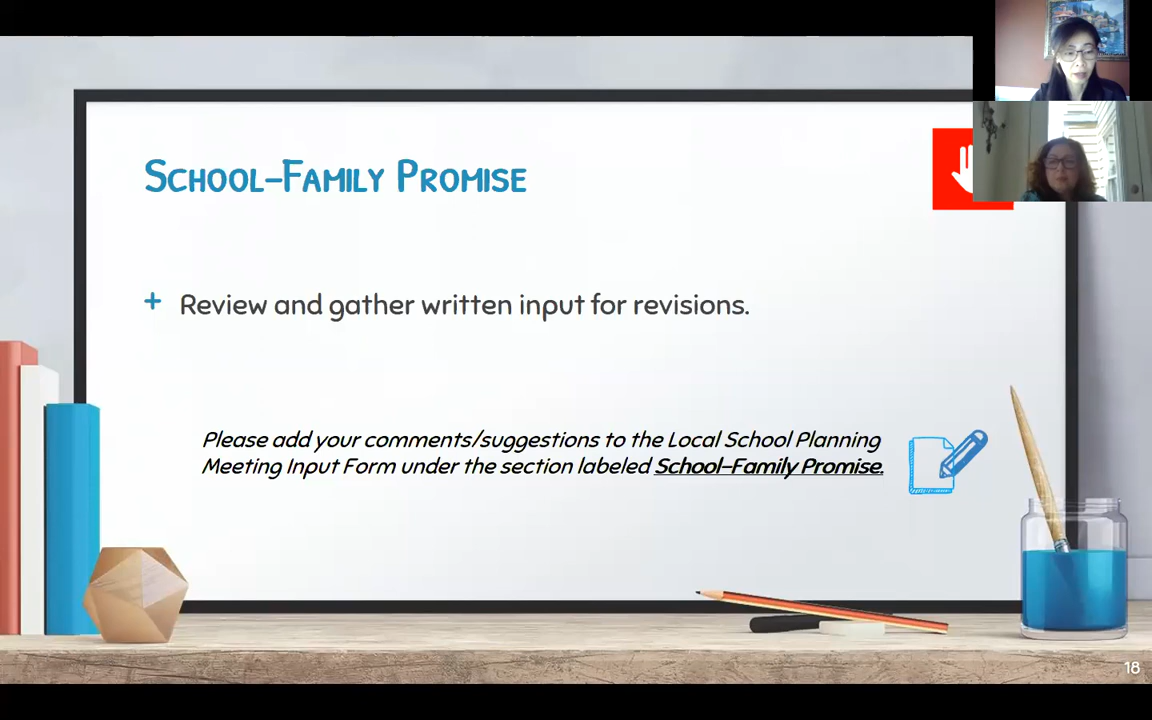 School-Family Promise
+ Review and gather written input for revisions.
Please add your comments/suggestions to the Local School Planning
Meeting Input Form under the section labeled School-Family Promise.
18